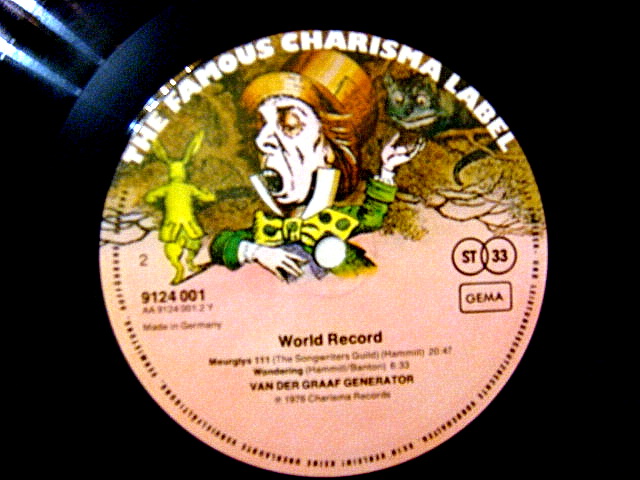 THE FAMOUS CHARISMA LABEL
2
ST 33
9124 001
AA 9124 001 2 Y
GEMA
Made in Germany
World Record
Meurglys 111 (The Songwriters Guild) (Hammill) 20:47
Wondering (Hammill/Banton) 6:33
VAN DER GRAAF GENERATOR
℗ 1976 Charisma Records